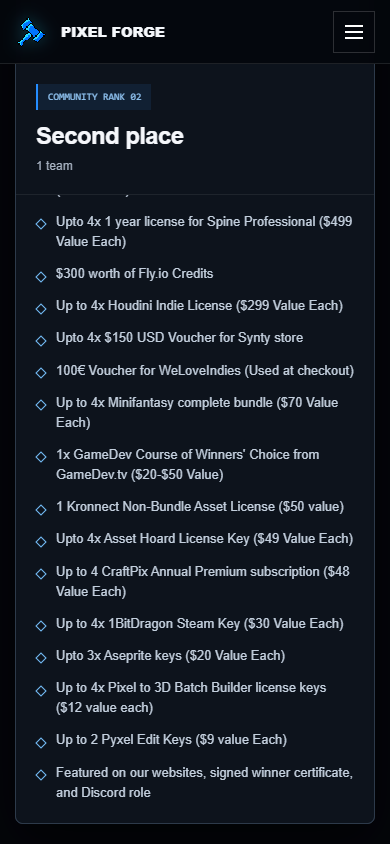 PIXEL FORGE
COMMUNITY RANK 02
Second place
1 team
Upto 4x 1 year license for Spine Professional ($499
Value Each)
$300 worth of Fly.io Credits
Up to 4x Houdini Indie License ($299 Value Each)
Upto 4x $150 USD Voucher for Synty store
100€ Voucher for WeLoveIndies (Used at checkout)
Up to 4x Minifantasy complete bundle ($70 Value
Each)
1x GameDev Course of Winners' Choice from
GameDev.tv ($20-$50 Value)
1 Kronnect Non-Bundle Asset License ($50 value)
Upto 4x Asset Hoard License Key ($49 Value Each)
Up to 4 CraftPix Annual Premium subscription ($48
Value Each)
Up to 4x 1BitDragon Steam Key ($30 Value Each)
Upto 3x Aseprite keys ($20 Value Each)
Up to 4x Pixel to 3D Batch Builder license keys
($12 value each)
Up to 2 Pyxel Edit Keys ($9 value Each)
Featured on our websites, signed winner certificate,
and Discord role